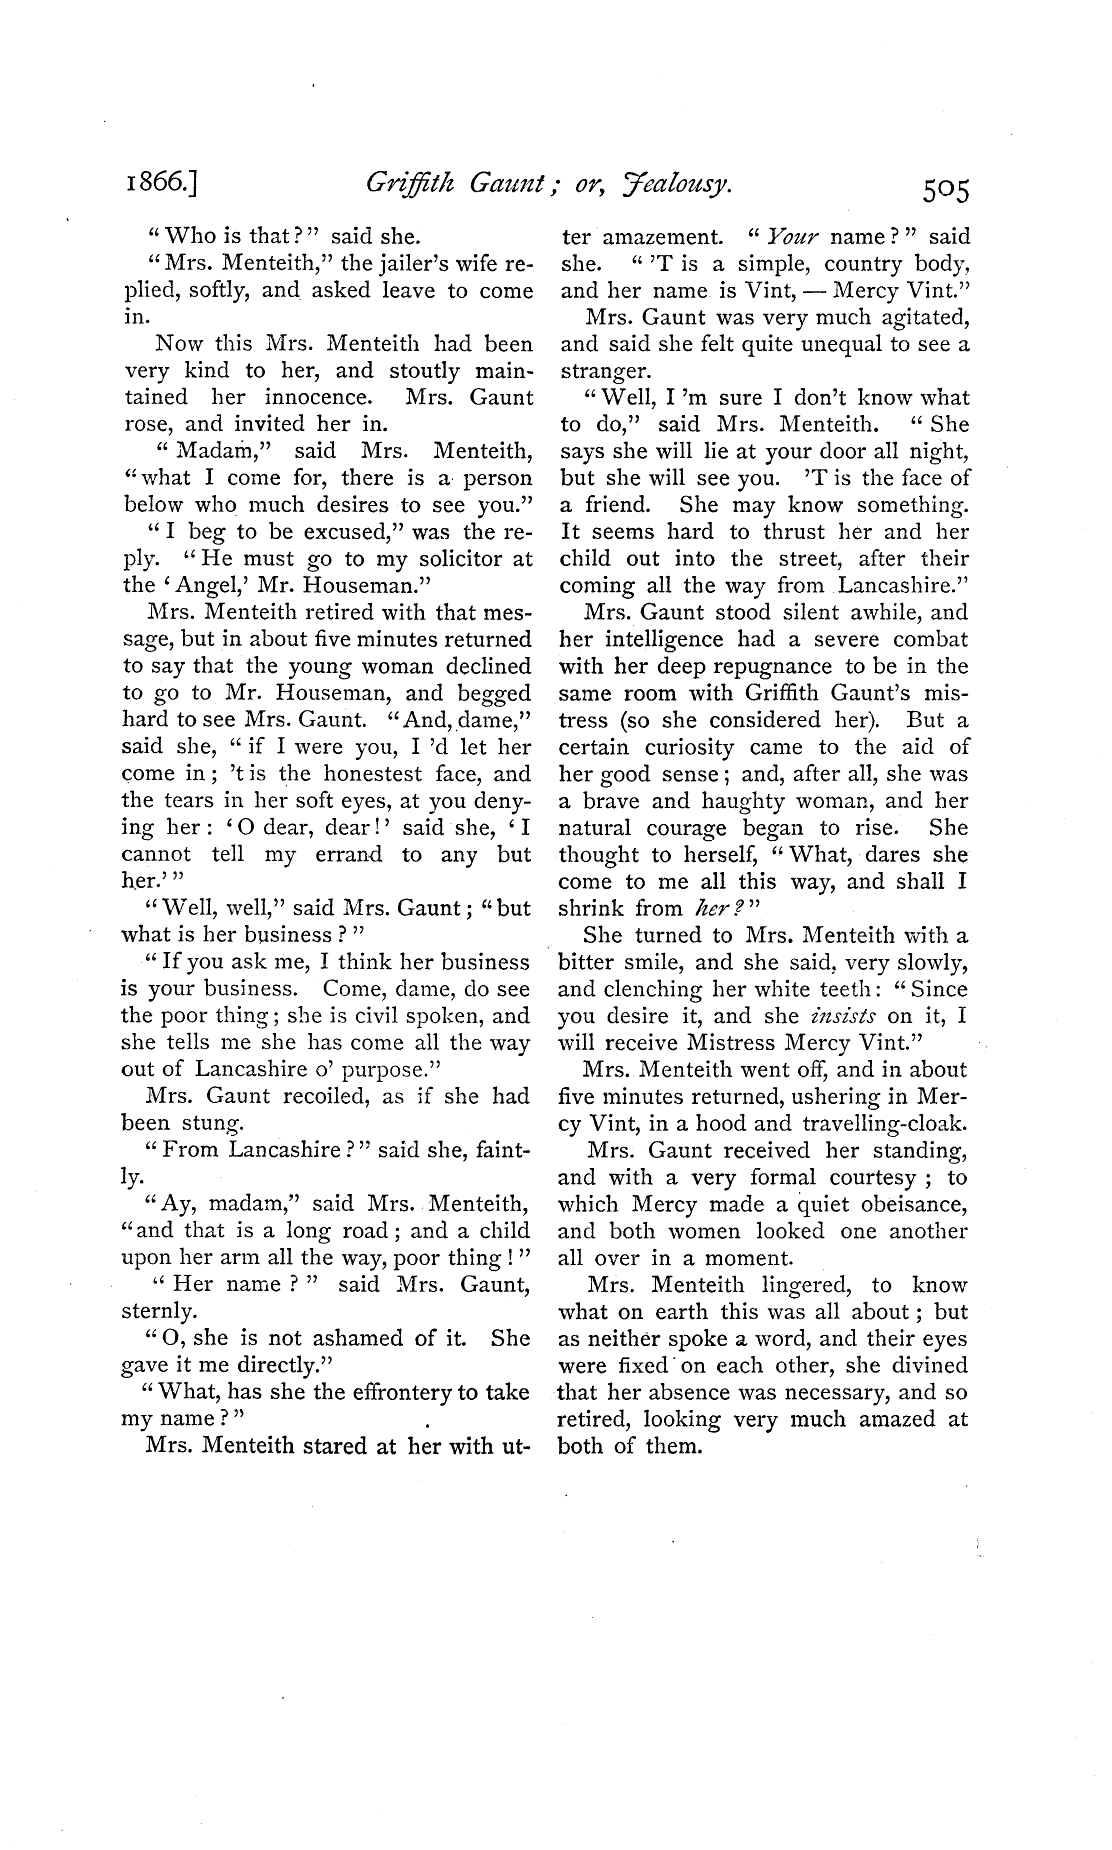 1866.] Griffith Gaunt; or, Jealousy. 505
“Who is that?” said she.
“Mrs. Menteith,” the jailer's wife re-
plied, softly, and asked leave to come
in.
Now this Mrs. Menteith had been
very kind to her, and stoutly main-
tained her innocence. Mrs. Gaunt
rose, and invited her in.
“Madam,” said Mrs. Menteith,
“what I come for, there is a person
below who much desires to see you.”
“I beg to be excused,” was the re-
ply. “He must go to my solicitor at
the ‘Angel,’ Mr. Houseman.”
Mrs. Menteith retired with that mes-
sage, but in about five minutes returned
to say that the young woman declined
to go to Mr. Houseman, and begged
hard to see Mrs. Gaunt. “And, dame,”
said she, “if I were you, I 'd let her
come in; 't is the honestest face, and
the tears in her soft eyes, at you deny-
ing her: ‘O dear, dear!’ said she, ‘I
cannot tell my errand to any but
her.’”
“Well, well,” said Mrs. Gaunt; “but
what is her business?”
“If you ask me, I think her business
is your business. Come, dame, do see
the poor thing; she is civil spoken, and
she tells me she has come all the way
out of Lancashire o' purpose.”
Mrs. Gaunt recoiled, as if she had
been stung.
“From Lancashire?” said she, faint-
ly.
“Ay, madam,” said Mrs. Menteith,
“and that is a long road; and a child
upon her arm all the way, poor thing!”
“Her name?” said Mrs. Gaunt,
sternly.
“O, she is not ashamed of it. She
gave it me directly.”
“What, has she the effrontery to take
my name?”
Mrs. Menteith stared at her with ut-
ter amazement. “Your name?” said
she. “'T is a simple, country body,
and her name is Vint, — Mercy Vint.”
Mrs. Gaunt was very much agitated,
and said she felt quite unequal to see a
stranger.
“Well, I 'm sure I don't know what
to do,” said Mrs. Menteith. “She
says she will lie at your door all night,
but she will see you. 'T is the face of
a friend. She may know something.
It seems hard to thrust her and her
child out into the street, after their
coming all the way from Lancashire.”
Mrs. Gaunt stood silent awhile, and
her intelligence had a severe combat
with her deep repugnance to be in the
same room with Griffith Gaunt's mis-
tress (so she considered her). But a
certain curiosity came to the aid of
her good sense; and, after all, she was
a brave and haughty woman, and her
natural courage began to rise. She
thought to herself, “What, dares she
come to me all this way, and shall I
shrink from her?”
She turned to Mrs. Menteith with a
bitter smile, and she said, very slowly,
and clenching her white teeth: “Since
you desire it, and she insists on it, I
will receive Mistress Mercy Vint.”
Mrs. Menteith went off, and in about
five minutes returned, ushering in Mer-
cy Vint, in a hood and travelling-cloak.
Mrs. Gaunt received her standing,
and with a very formal courtesy; to
which Mercy made a quiet obeisance,
and both women looked one another
all over in a moment.
Mrs. Menteith lingered, to know
what on earth this was all about; but
as neither spoke a word, and their eyes
were fixed on each other, she divined
that her absence was necessary, and so
retired, looking very much amazed at
both of them.